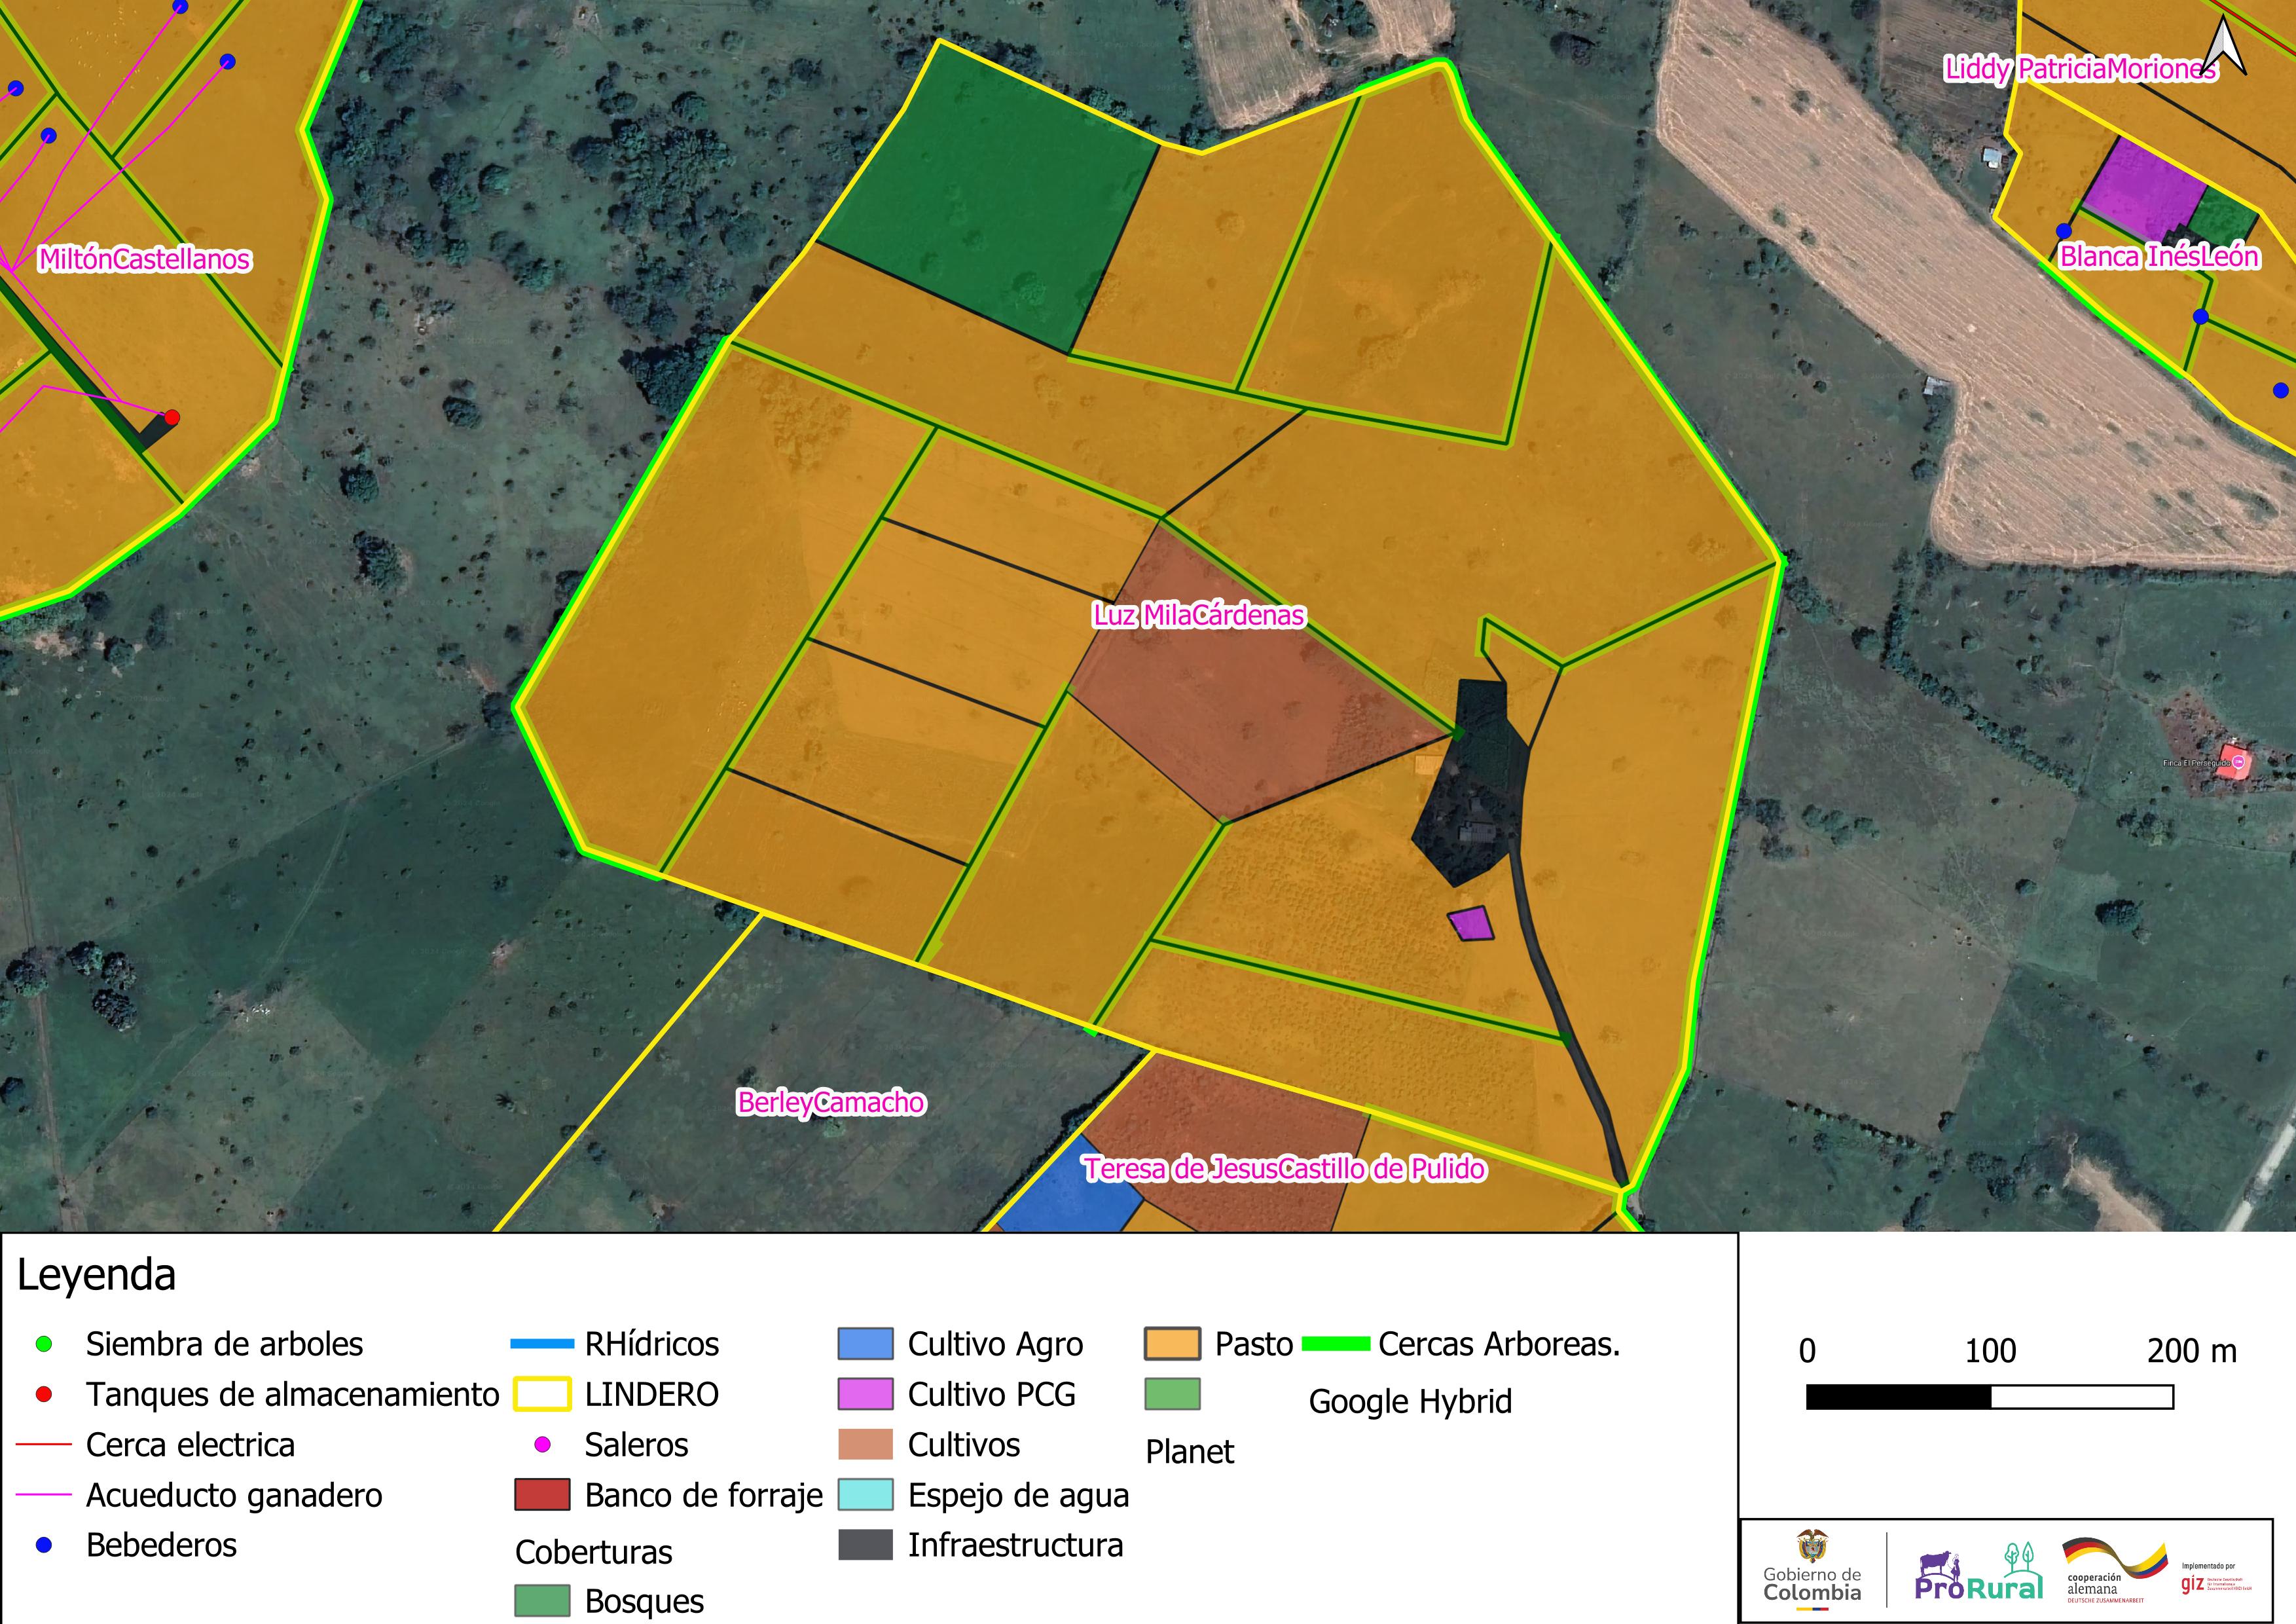 Liddy PatriciaMoriones
MiltónCastellanos
Blanca InésLeón
Luz MilaCárdenas
Finca El Perseguido
BerleyCamacho
Teresa de JesusCastillo de Pulido
Leyenda
Siembra de arboles
Tanques de almacenamiento
Cerca electrica
Acueducto ganadero
Bebederos
RHídricos
LINDERO
Saleros
Banco de forraje
Coberturas
Bosques
Cultivo Agro
Cultivo PCG
Cultivos
Espejo de agua
Infraestructura
Pasto
Planet
Cercas Arboreas.
Google Hybrid
0 100 200 m
Gobierno de
Colombia
ProRural
cooperación
alemana
DEUTSCHE ZUSAMMENARBEIT
Implementado por
giz